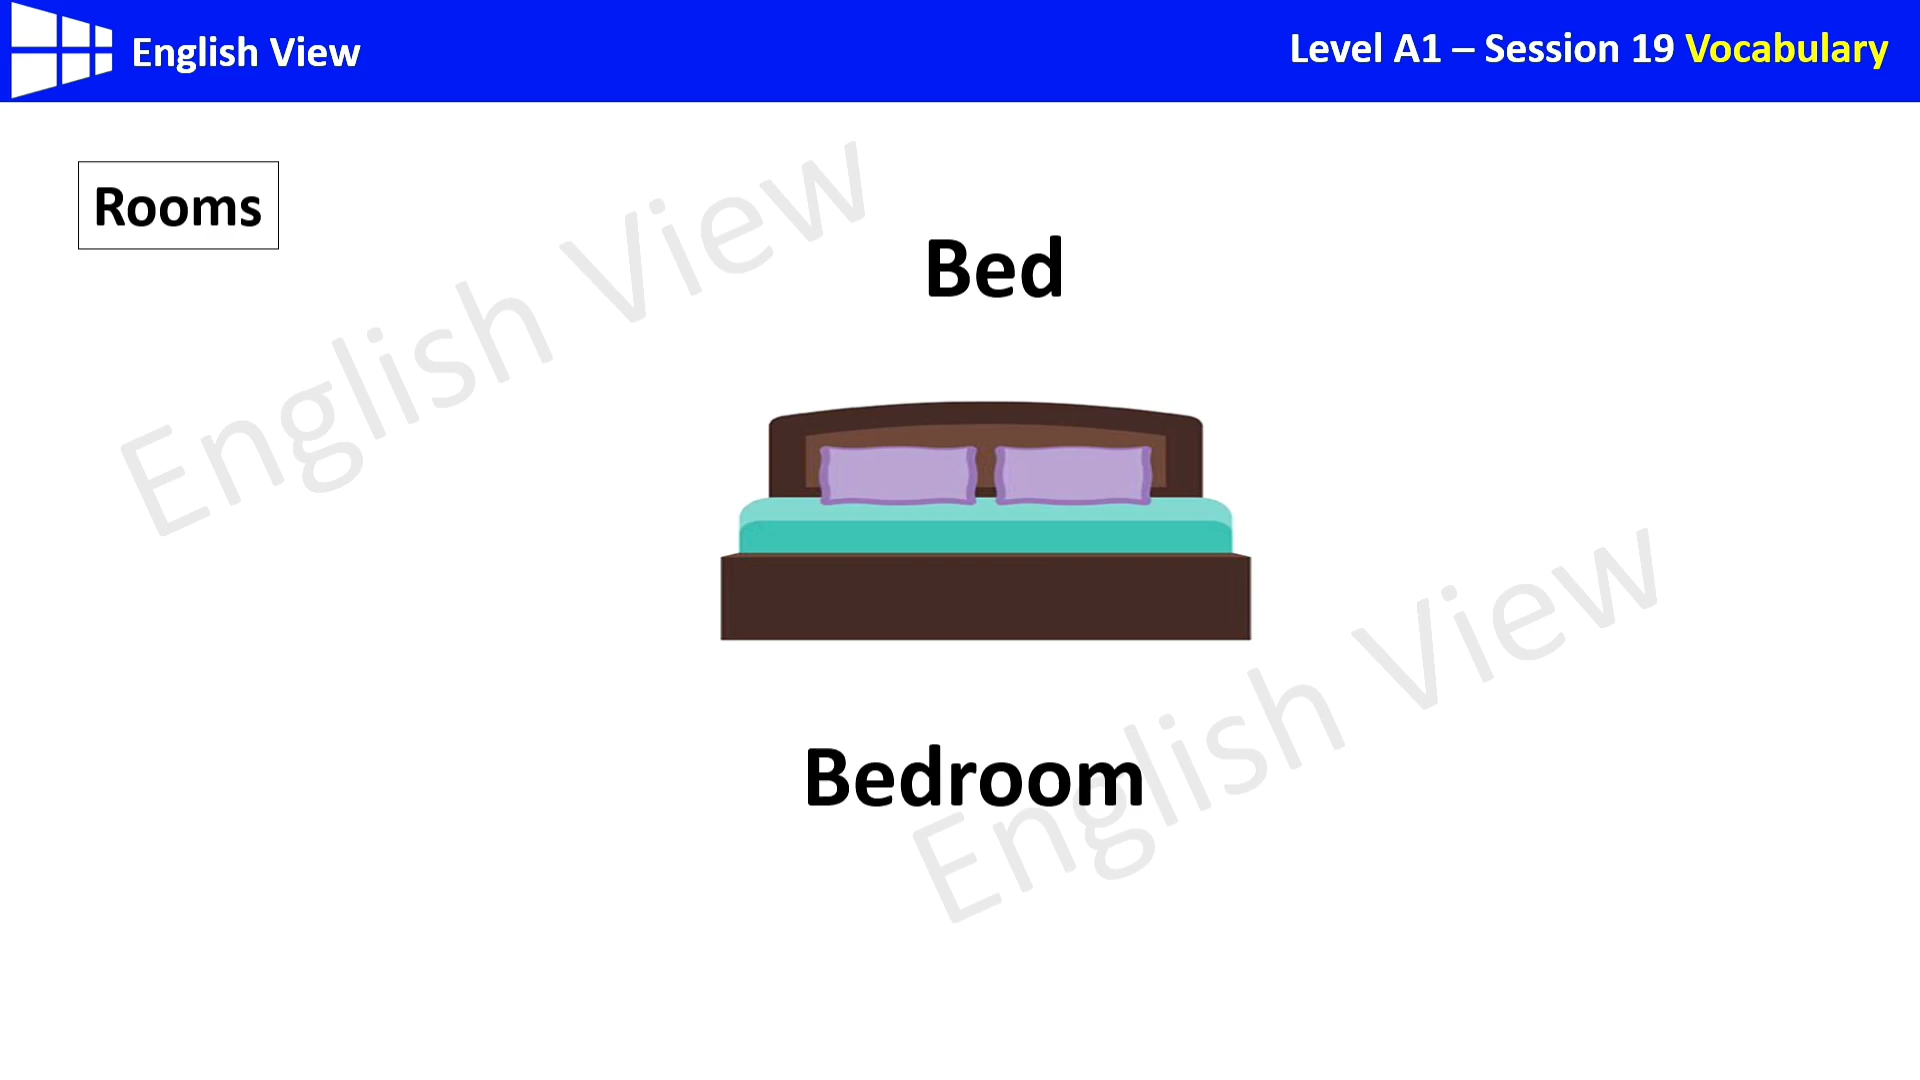 English View
Level A1 – Session 19 Vocabulary
Rooms
English View
Bed
English View
Bedroom